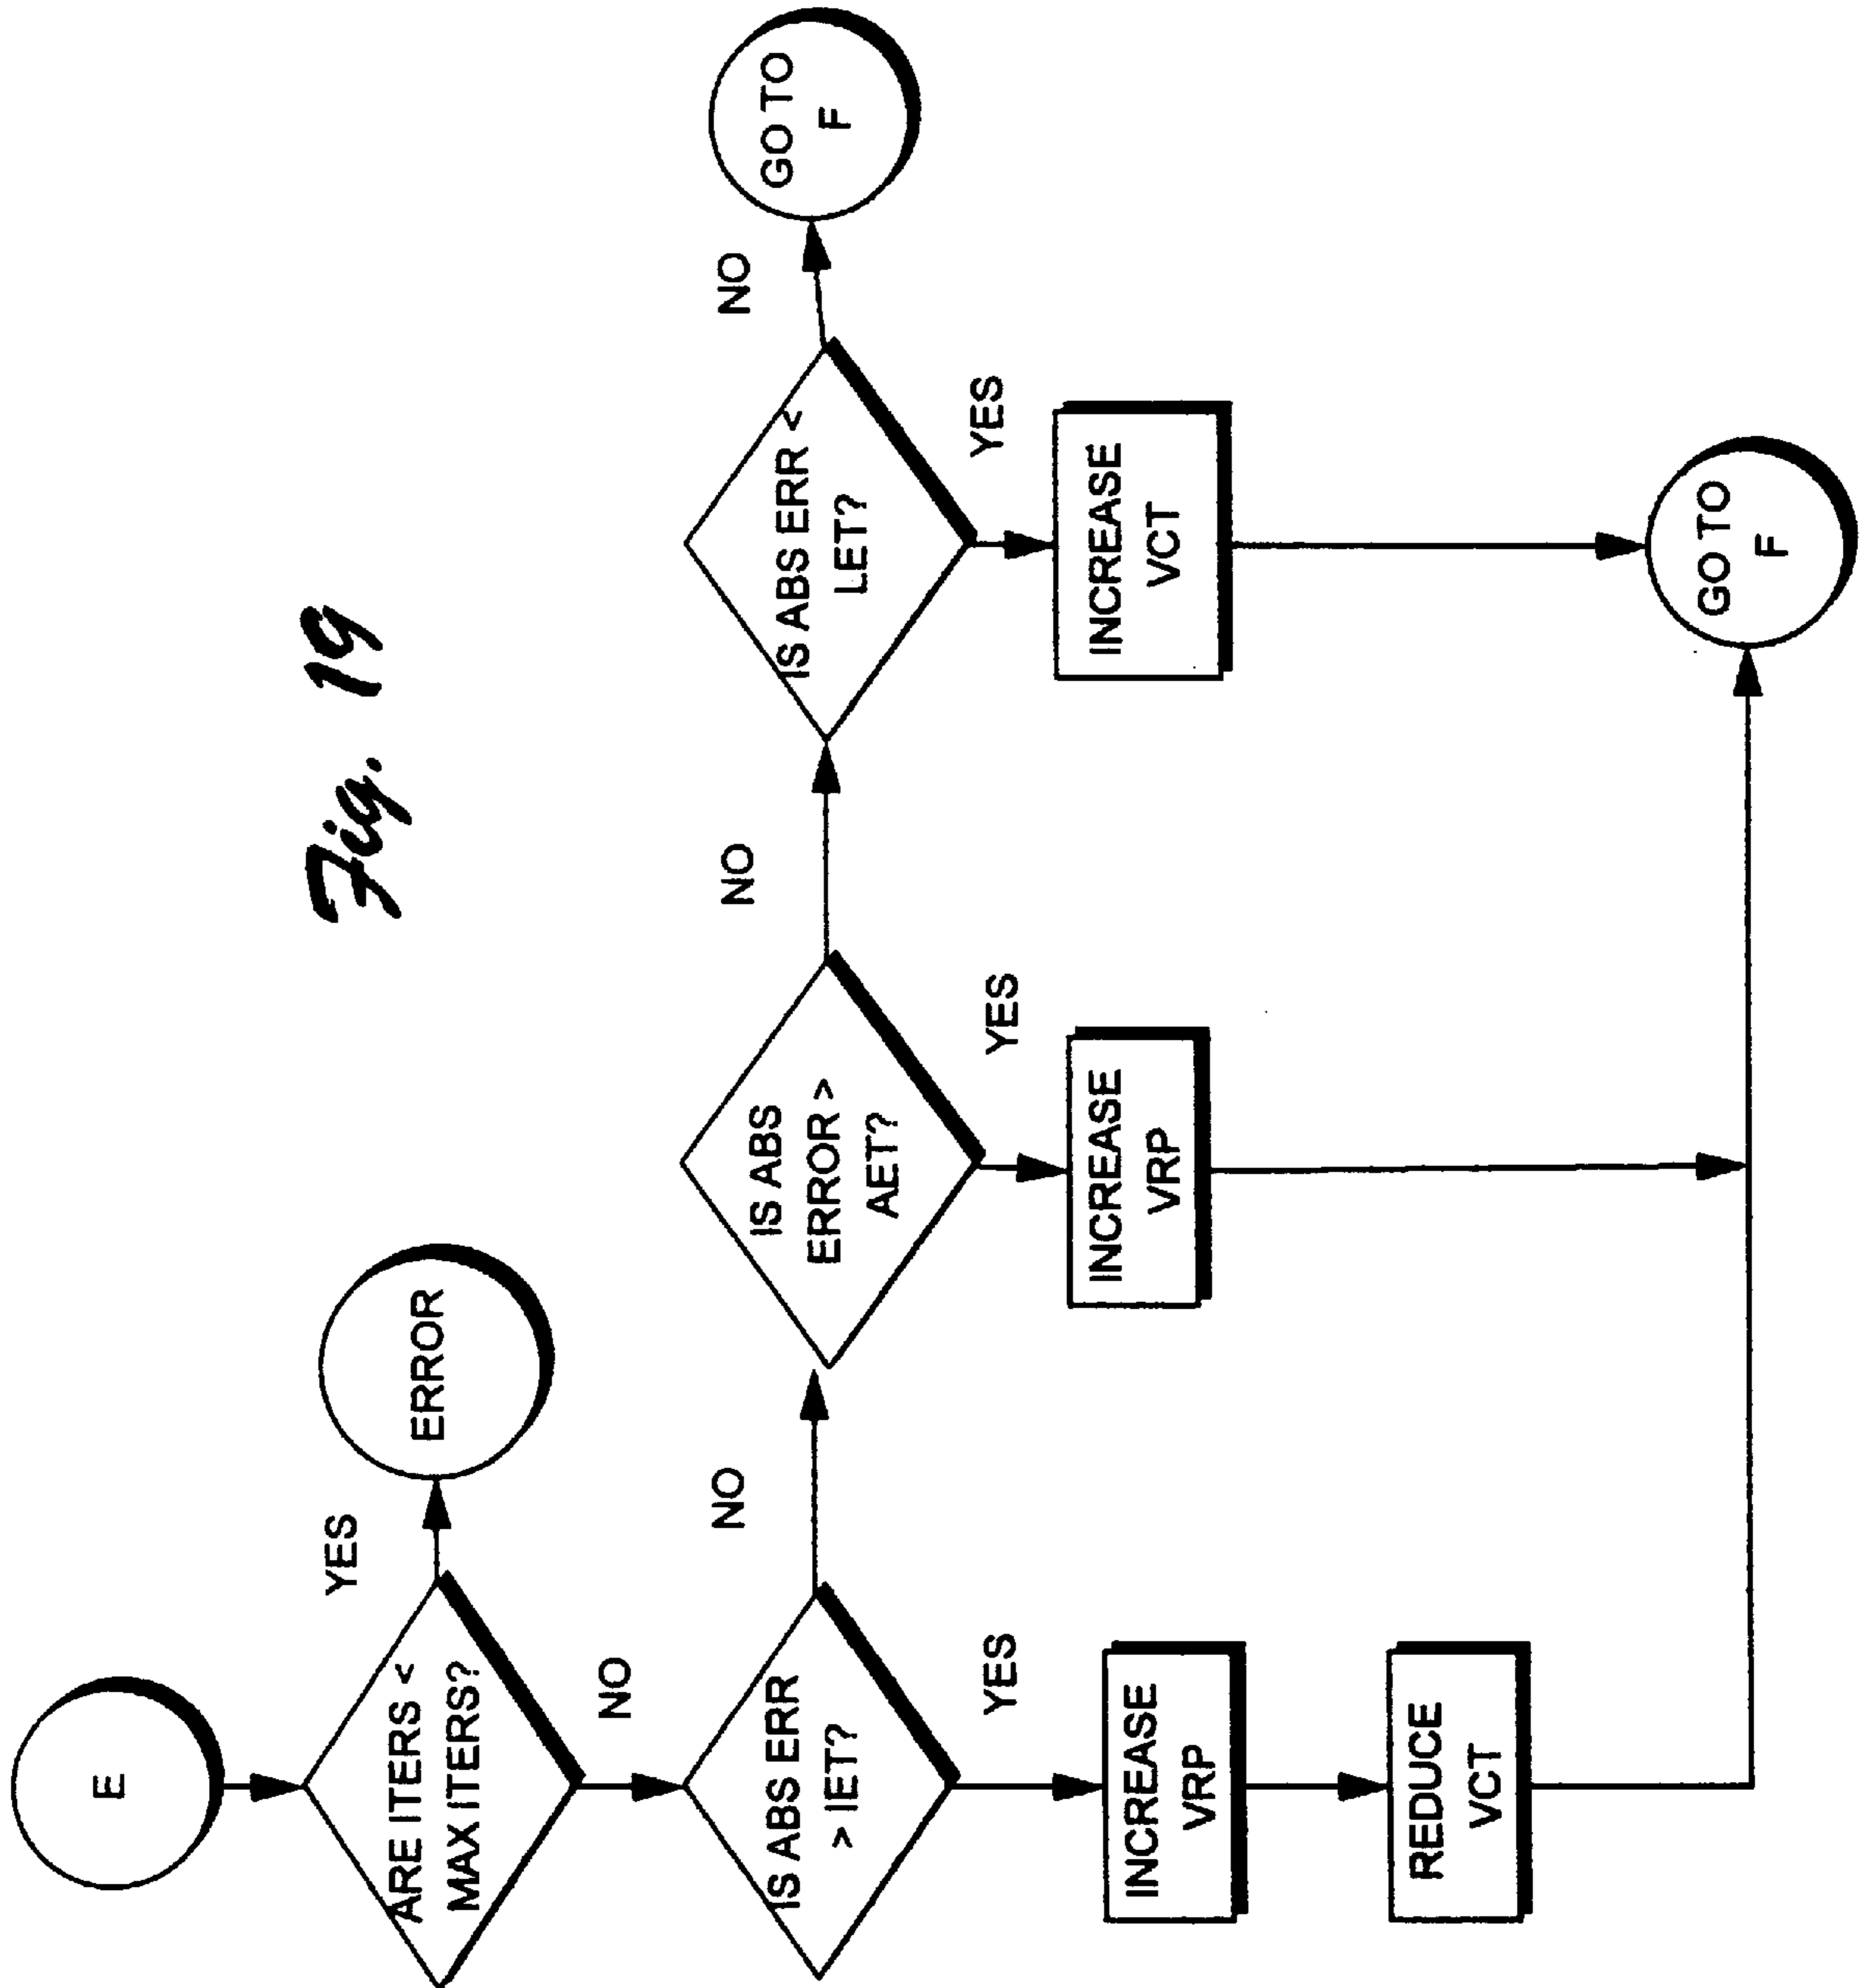 Fig. 19
E
ARE ITERS <
MAX ITERS?
YES
ERROR
NO
IS ABS ERR
> IET?
NO
IS ABS
ERROR >
AET?
NO
IS ABS ERR <
LET?
NO
GO TO
F
YES
INCREASE
VRP
REDUCE
VCT
YES
INCREASE
VRP
YES
INCREASE
VCT
GO TO
F